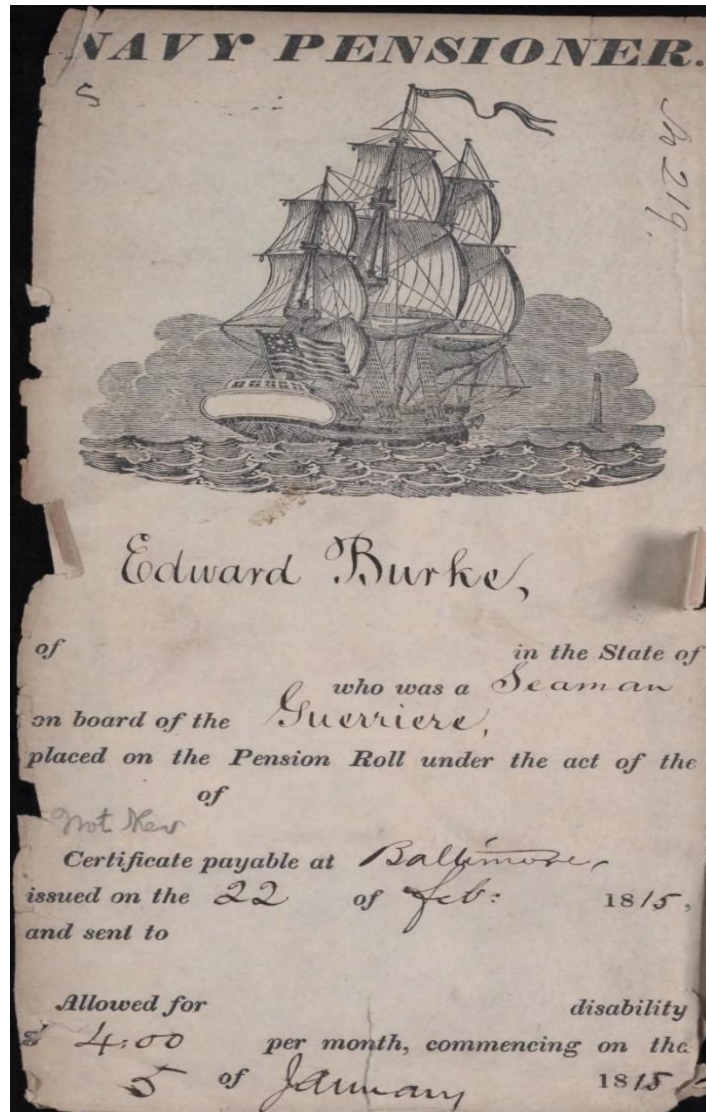 NAVY PENSIONER.
5
No 219.
Edward Burke,
of in the State of
who was a Seaman
on board of the Guerriere,
placed on the Pension Roll under the act of the
of
Not Rev
Certificate payable at Baltimore,
issued on the 22 of feb: 1815,
and sent to
Allowed for disability
$ 4.00 per month, commencing on the
5 of January 1815